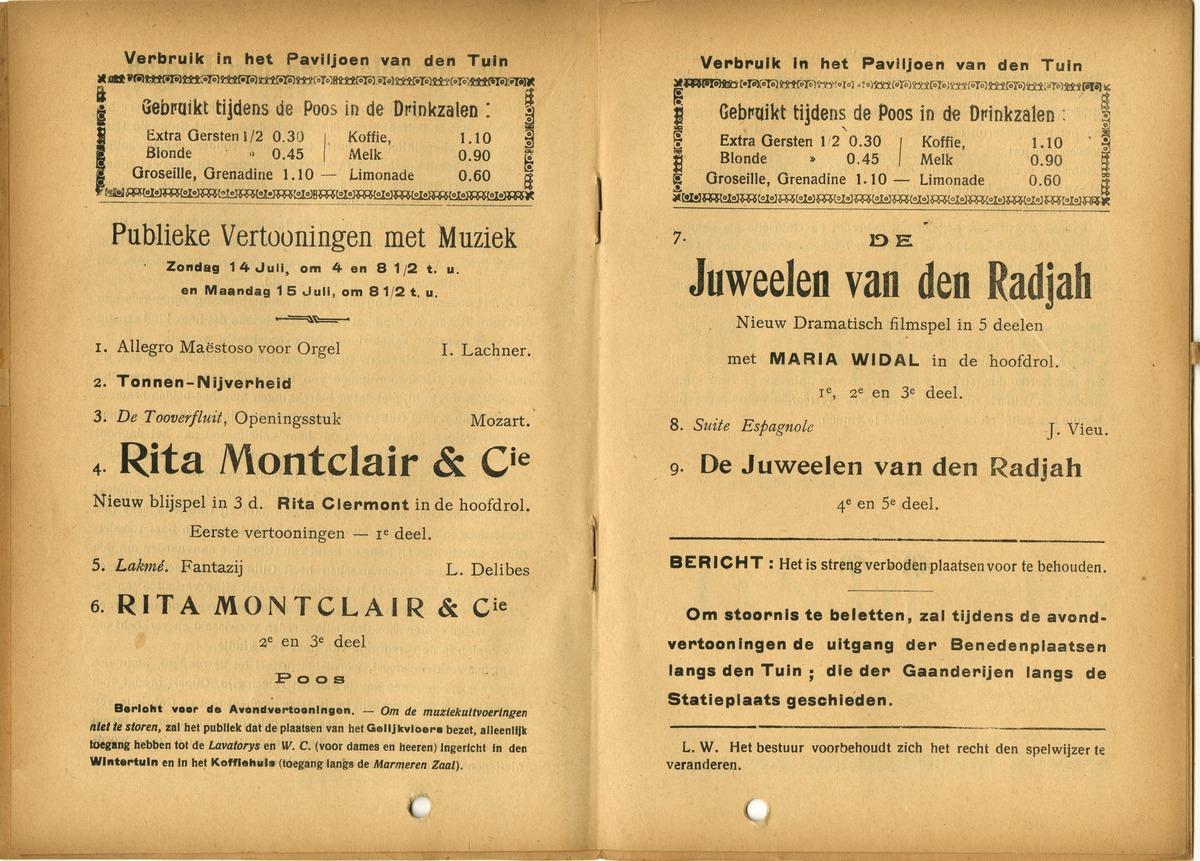 Verbruik in het Paviljoen van den Tuin
Gebruikt tijdens de Poos in de Drinkzalen :
Extra Gersten 1/2 0.30 | Koffie, 1.10
Blonde » 0.45 | Melk 0.90
Groseille, Grenadine 1.10 — Limonade 0.60
Publieke Vertooningen met Muziek
Zondag 14 Juli, om 4 en 8 1/2 t. u.
en Maandag 15 Juli, om 8 1/2 t. u.
1. Allegro Maëstoso voor Orgel I. Lachner.
2. Tonnen-Nijverheid
3. De Tooverfluit, Openingsstuk Mozart.
4. Rita Montclair & Cie
Nieuw blijspel in 3 d. Rita Clermont in de hoofdrol.
Eerste vertooningen — 1e deel.
5. Lakmé. Fantazij L. Delibes
6. RITA MONTCLAIR & Cie
2e en 3e deel
Poos
Bericht voor de Avondvertooningen. — Om de muziekuitvoeringen
niet te storen, zal het publiek dat de plaatsen van het Gelijkvloers bezet, alleenlijk
toegang hebben tot de Lavatorys en W. C. (voor dames en heeren) ingericht in den
Wintertuin en in het Koffiehuis (toegang langs de Marmeren Zaal).
Verbruik in het Paviljoen van den Tuin
Gebruikt tijdens de Poos in de Drinkzalen :
Extra Gersten 1/2 0.30 | Koffie, 1.10
Blonde » 0.45 | Melk 0.90
Groseille, Grenadine 1.10 — Limonade 0.60
7. DE
Juweelen van den Radjah
Nieuw Dramatisch filmspel in 5 deelen
met MARIA WIDAL in de hoofdrol.
1e, 2e en 3e deel.
8. Suite Espagnole J. Vieu.
9. De Juweelen van den Radjah
4e en 5e deel.
BERICHT : Het is streng verboden plaatsen voor te behouden.
Om stoornis te beletten, zal tijdens de avond-
vertooningen de uitgang der Benedenplaatsen
langs den Tuin ; die der Gaanderijen langs de
Statieplaats geschieden.
L. W. Het bestuur voorbehoudt zich het recht den spelwijzer te
veranderen.